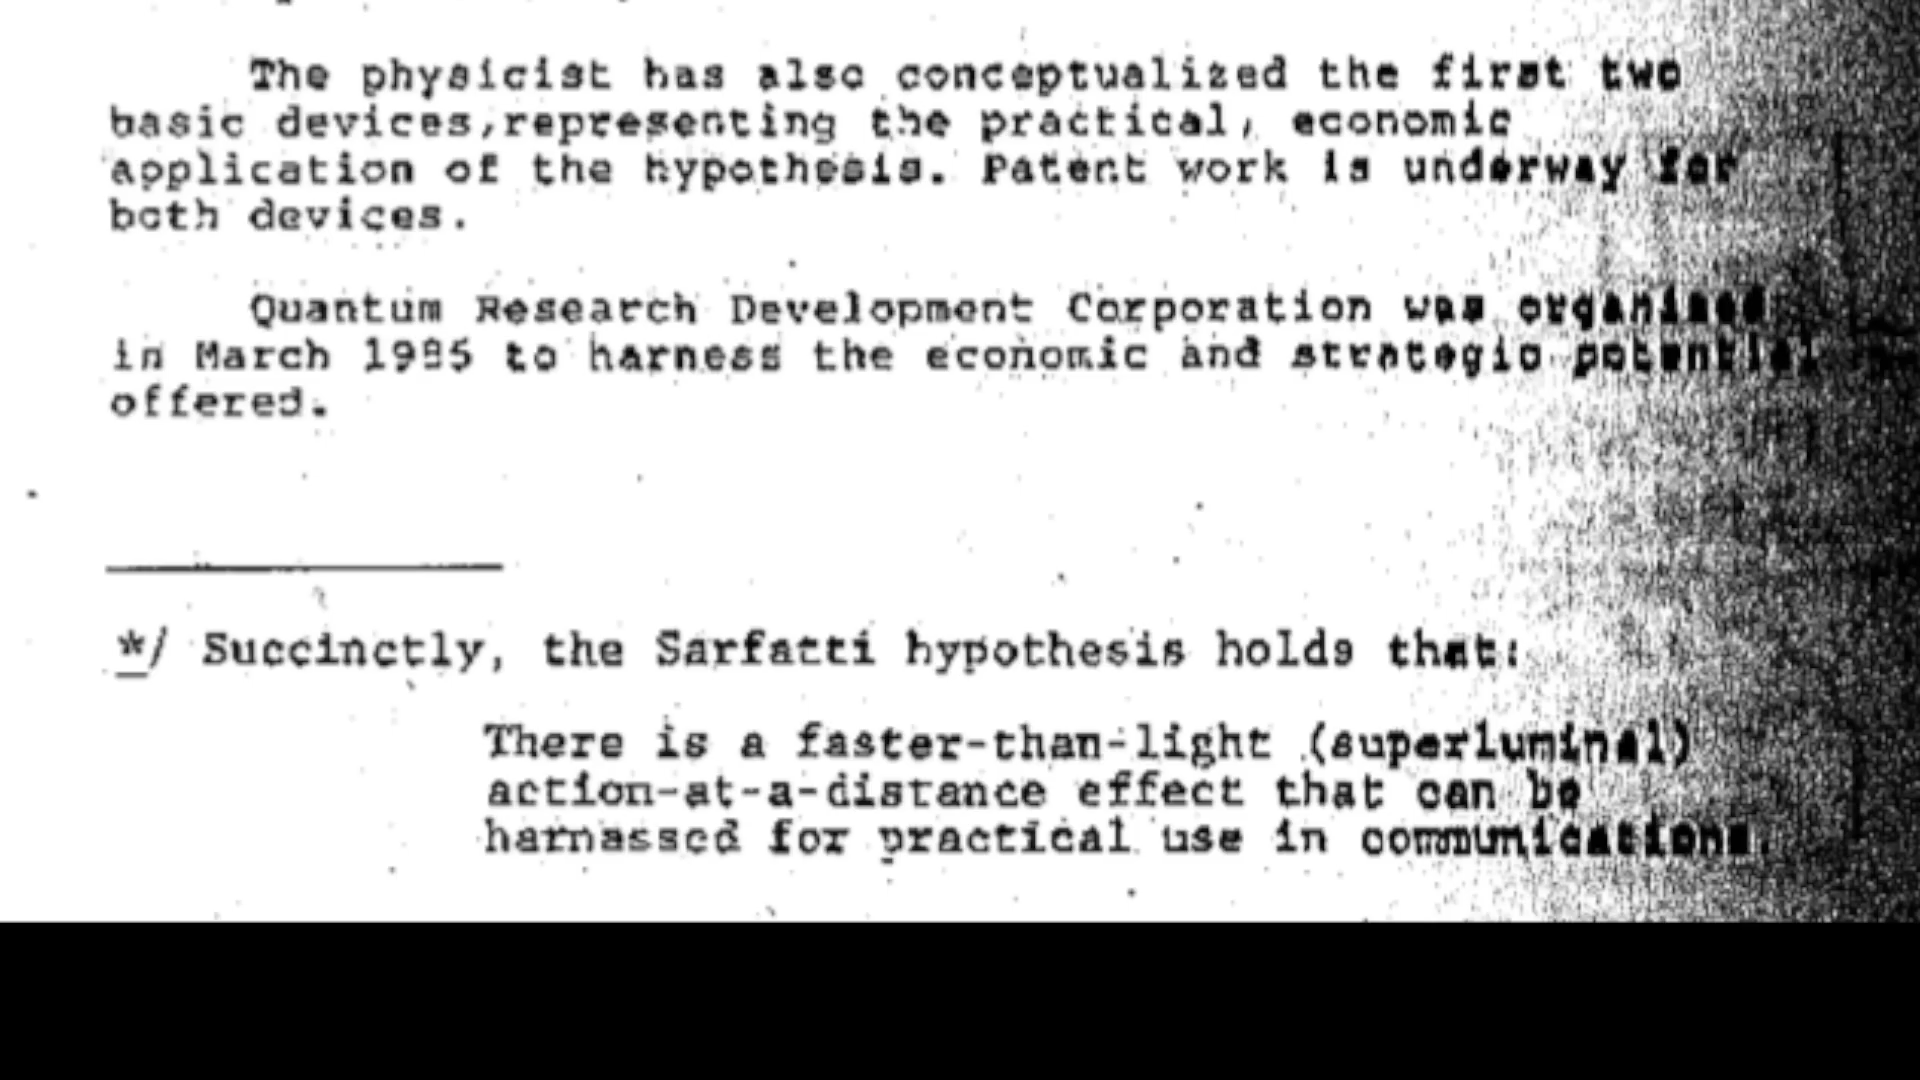 The physicist has also conceptualized the first two
basic devices,representing the practical, economic
application of the hypothesis. Patent work is underway for
both devices.
Quantum Research Development Corporation was organized
in March 1985 to harness the economic and strategic potential
offered.
*/ Succinctly, the Sarfatti hypothesis holds that:
There is a faster-than-light (superluminal)
action-at-a-distance effect that can be
harnassed for practical use in communications.